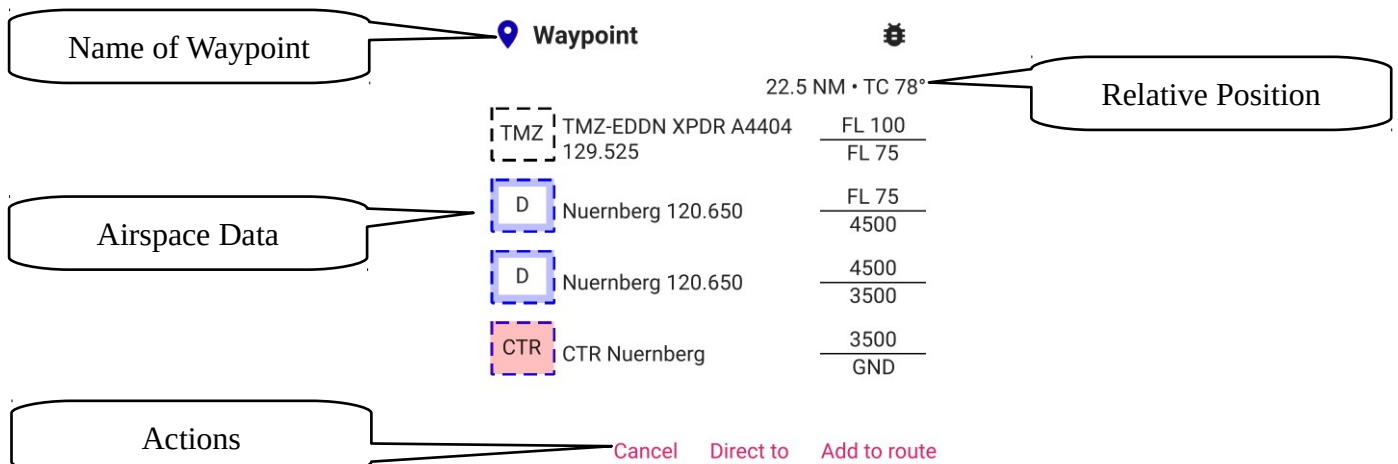 Name of Waypoint
Waypoint
22.5 NM • TC 78°
Relative Position
TMZ
TMZ-EDDN XPDR A4404
129.525
FL 100
FL 75
Airspace Data
D
Nuernberg 120.650
FL 75
4500
D
Nuernberg 120.650
4500
3500
CTR
CTR Nuernberg
3500
GND
Actions
Cancel Direct to Add to route